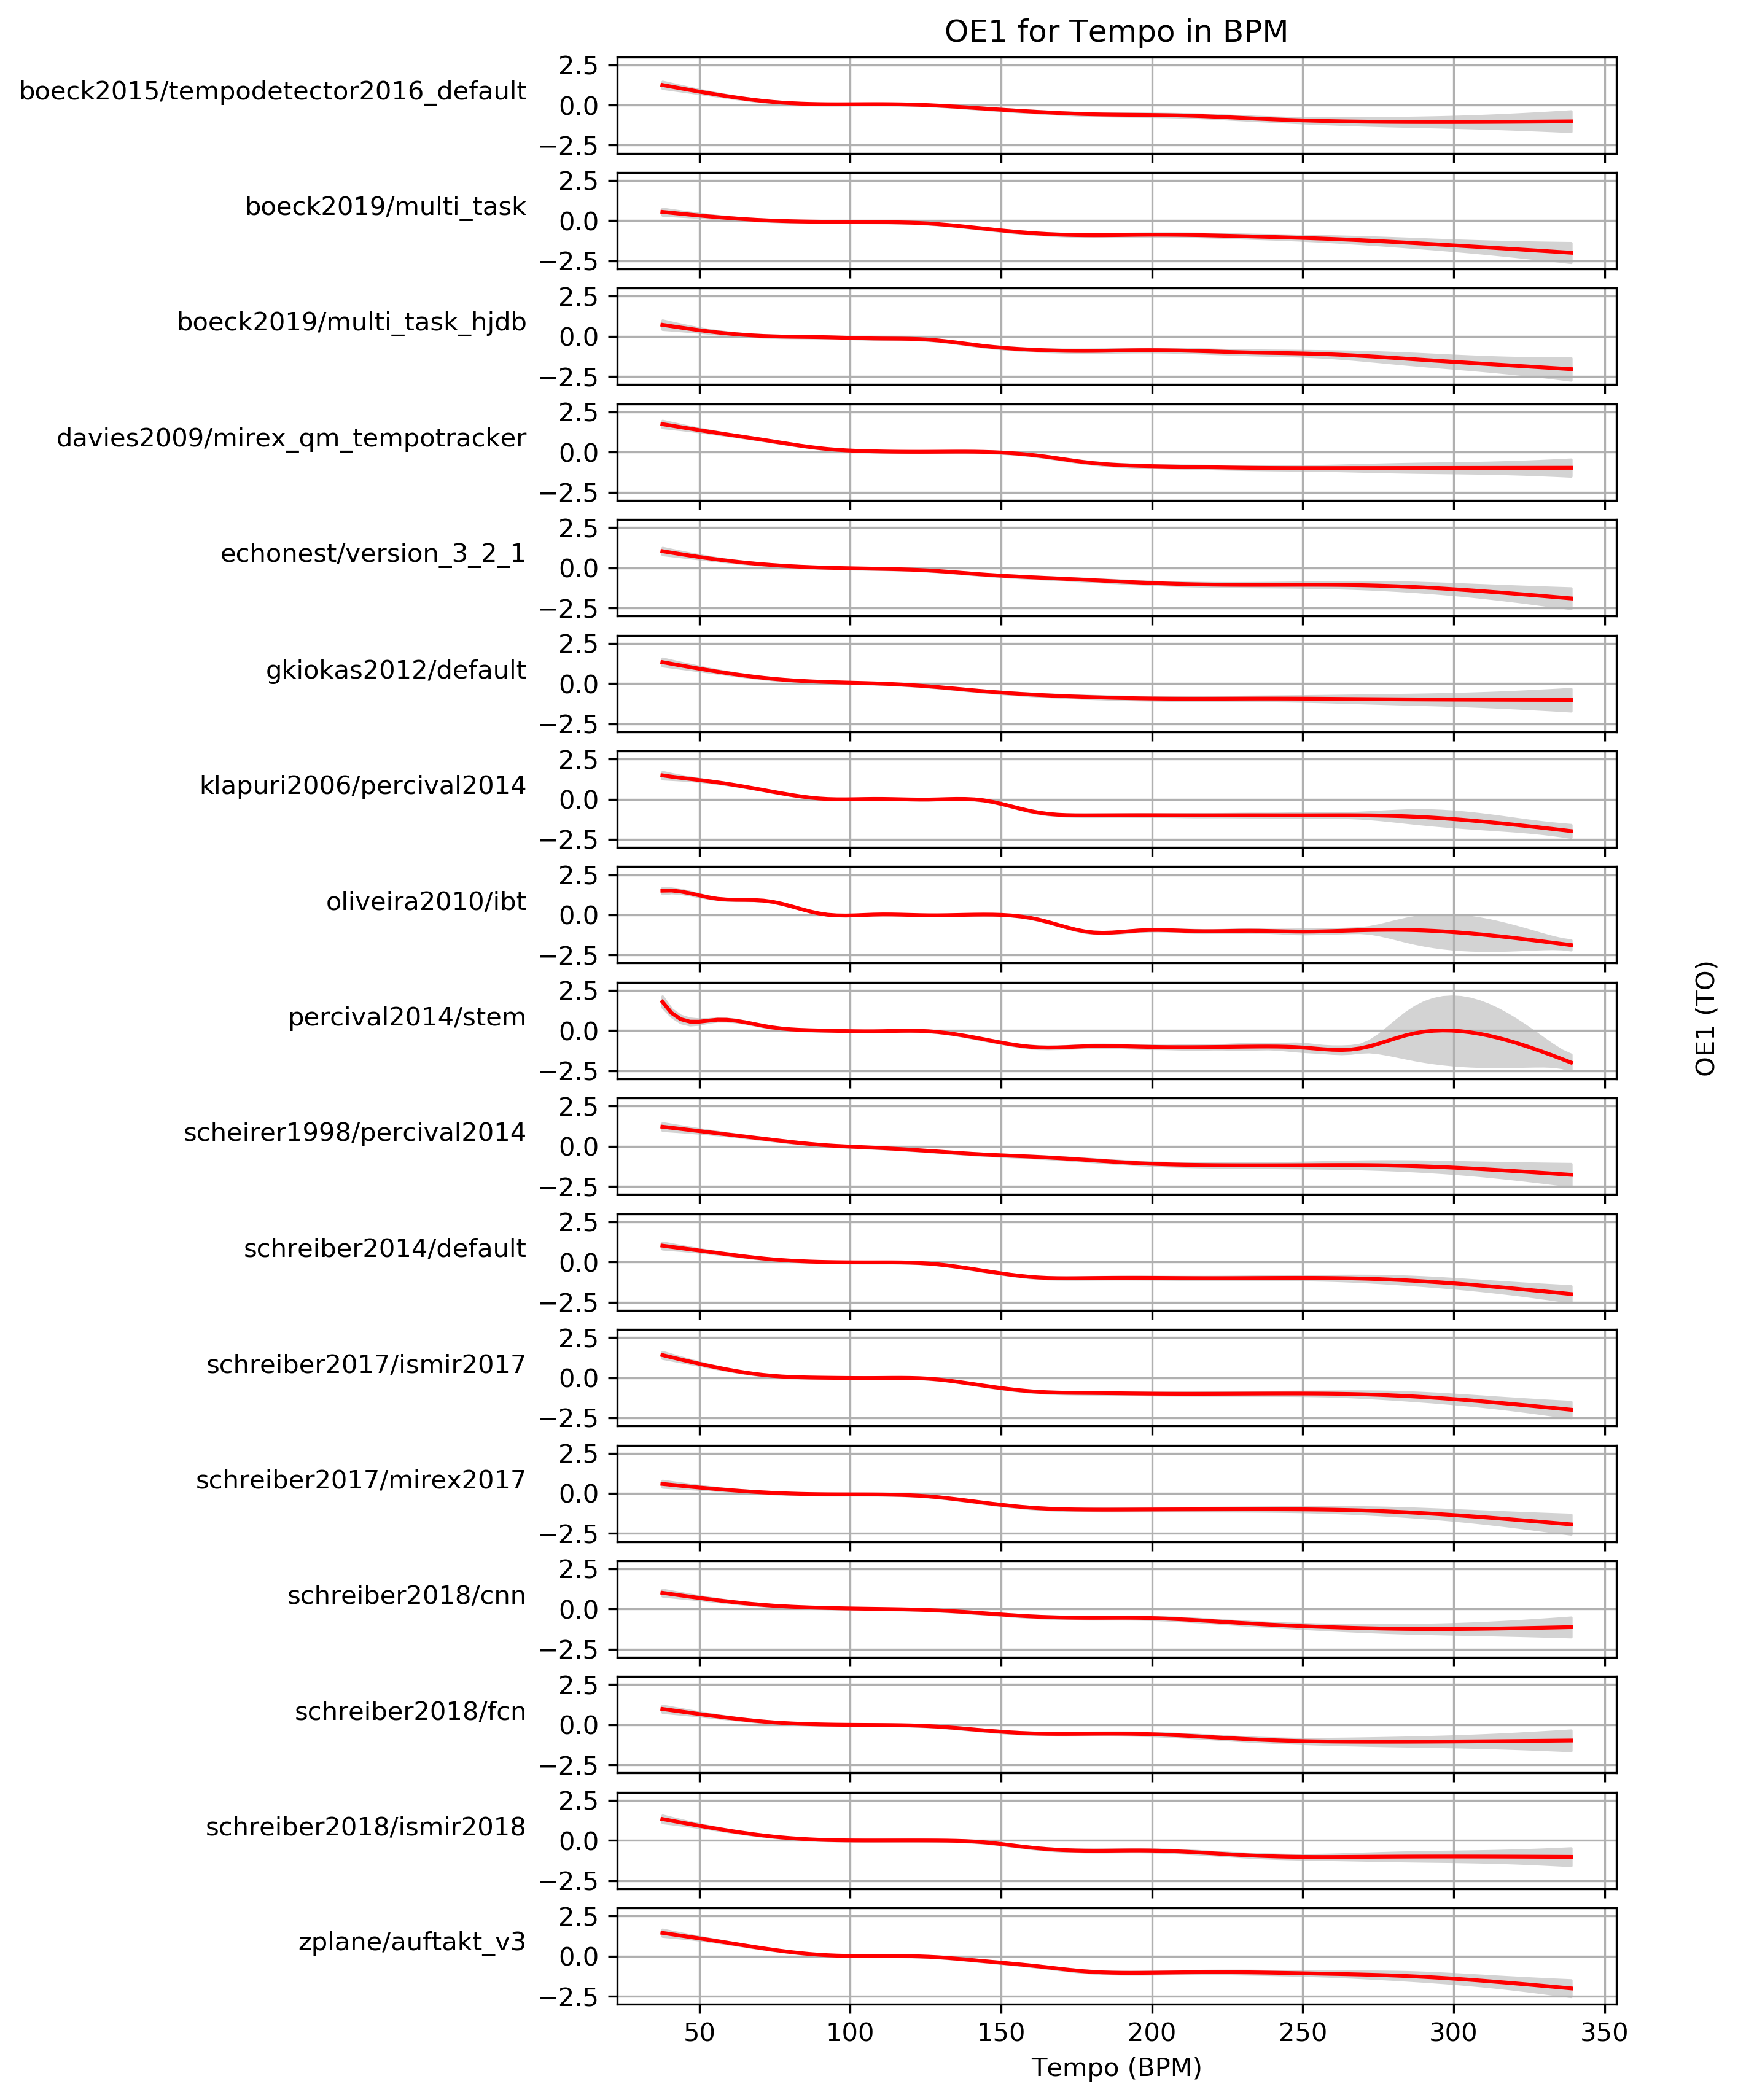 OE1 for Tempo in BPM
boeck2015/tempodetector2016_default
2.5
0.0
−2.5
boeck2019/multi_task
2.5
0.0
−2.5
boeck2019/multi_task_hjdb
2.5
0.0
−2.5
davies2009/mirex_qm_tempotracker
2.5
0.0
−2.5
echonest/version_3_2_1
2.5
0.0
−2.5
gkiokas2012/default
2.5
0.0
−2.5
klapuri2006/percival2014
2.5
0.0
−2.5
oliveira2010/ibt
2.5
0.0
−2.5
percival2014/stem
2.5
0.0
−2.5
OE1 (TO)
scheirer1998/percival2014
2.5
0.0
−2.5
schreiber2014/default
2.5
0.0
−2.5
schreiber2017/ismir2017
2.5
0.0
−2.5
schreiber2017/mirex2017
2.5
0.0
−2.5
schreiber2018/cnn
2.5
0.0
−2.5
schreiber2018/fcn
2.5
0.0
−2.5
schreiber2018/ismir2018
2.5
0.0
−2.5
zplane/auftakt_v3
2.5
0.0
−2.5
50 100 150 200 250 300 350
Tempo (BPM)